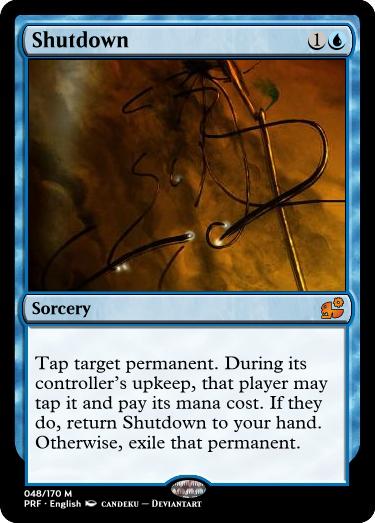 Shutdown 1
Sorcery
Tap target permanent. During its
controller's upkeep, that player may
tap it and pay its mana cost. If they
do, return Shutdown to your hand.
Otherwise, exile that permanent.
048/170 M
PRF • English CANDEKU — DEVIANTART